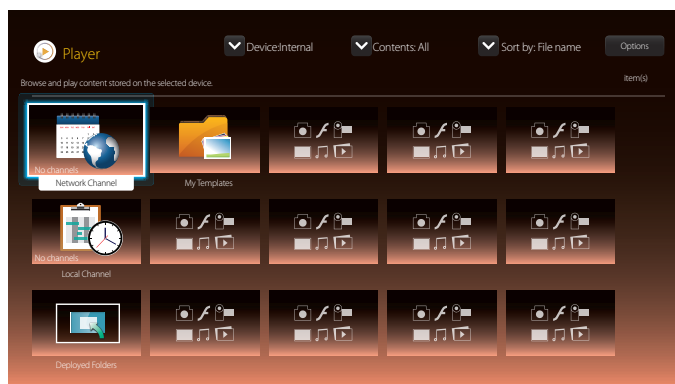 Player
Device:Internal
Contents: All
Sort by: File name
Options
Browse and play content stored on the selected device.
item(s)
No channels
Network Channel
My Templates
No channels
Local Channel
Deployed Folders